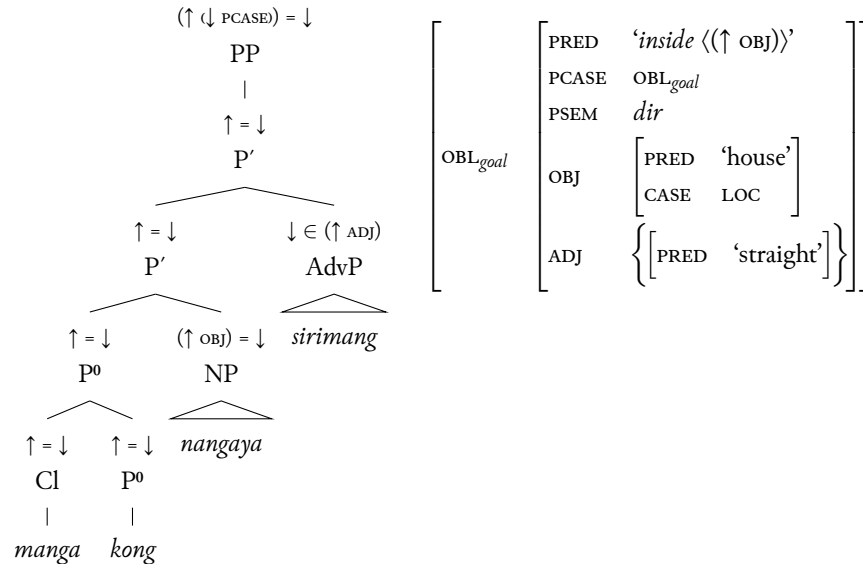 (↑ (↓ PCASE)) = ↓
PP
↑ = ↓
P′
↑ = ↓ ↓ ∈ (↑ ADJ)
P′ AdvP
↑ = ↓ (↑ OBJ) = ↓ sirimang
P⁰ NP
↑ = ↓ ↑ = ↓ nangaya
Cl P⁰
manga kong
OBL_goal
PRED ‘inside ⟨(↑ OBJ)⟩’
PCASE OBL_goal
PSEM dir
OBJ [PRED ‘house’
CASE LOC]
ADJ {[PRED ‘straight’]}